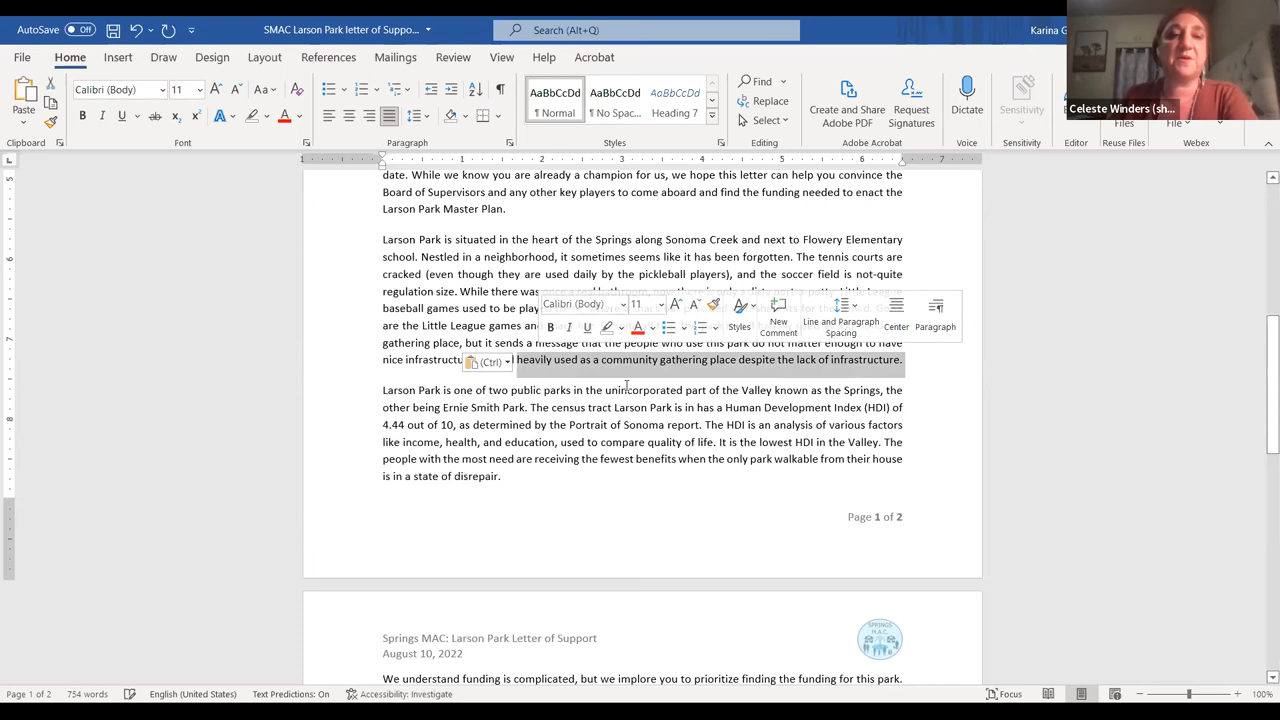 AutoSave Off SMAC Larson Park letter of Suppo... Search (Alt+Q) Karina G
File Home Insert Draw Design Layout References Mailings Review View Help Acrobat
Celeste Winders (sh...
Paste Calibri (Body) 11 Aa
AaBbCcDd AaBbCcDd AaBbCcDd
¶ Normal ¶ No Spac... Heading 7
Find
Replace
Select
Create and Share
Adobe PDF
Request
Signatures
Dictate
Sensitivity
Files
File
Clipboard Font Paragraph Styles Editing Adobe Acrobat Voice Sensitivity Editor Reuse Files Webex
1 1 2 3 4 5 6 7
date. While we know you are already a champion for us, we hope this letter can help you convince the
Board of Supervisors and any other key players to come aboard and find the funding needed to enact the
Larson Park Master Plan.
Larson Park is situated in the heart of the Springs along Sonoma Creek and next to Flowery Elementary
school. Nestled in a neighborhood, it sometimes seems like it has been forgotten. The tennis courts are
cracked (even though they are used daily by the pickleball players), and the soccer field is not-quite
regulation size. While there was
baseball games used to be play
are the Little League games and
gathering place, but it sends a message that the people who use this park do not matter enough to have
nice infrastructu heavily used as a community gathering place despite the lack of infrastructure.
Calibri (Body) 11
Styles
New
Comment
Line and Paragraph
Spacing
Center
Paragraph
(Ctrl)
Larson Park is one of two public parks in the unincorporated part of the Valley known as the Springs, the
other being Ernie Smith Park. The census tract Larson Park is in has a Human Development Index (HDI) of
4.44 out of 10, as determined by the Portrait of Sonoma report. The HDI is an analysis of various factors
like income, health, and education, used to compare quality of life. It is the lowest HDI in the Valley. The
people with the most need are receiving the fewest benefits when the only park walkable from their house
is in a state of disrepair.
Page 1 of 2
Springs MAC: Larson Park Letter of Support
August 10, 2022
SPRINGS
M.A.C.
We understand funding is complicated, but we implore you to prioritize finding the funding for this park.
Page 1 of 2 754 words English (United States) Text Predictions: On Accessibility: Investigate Focus 100%